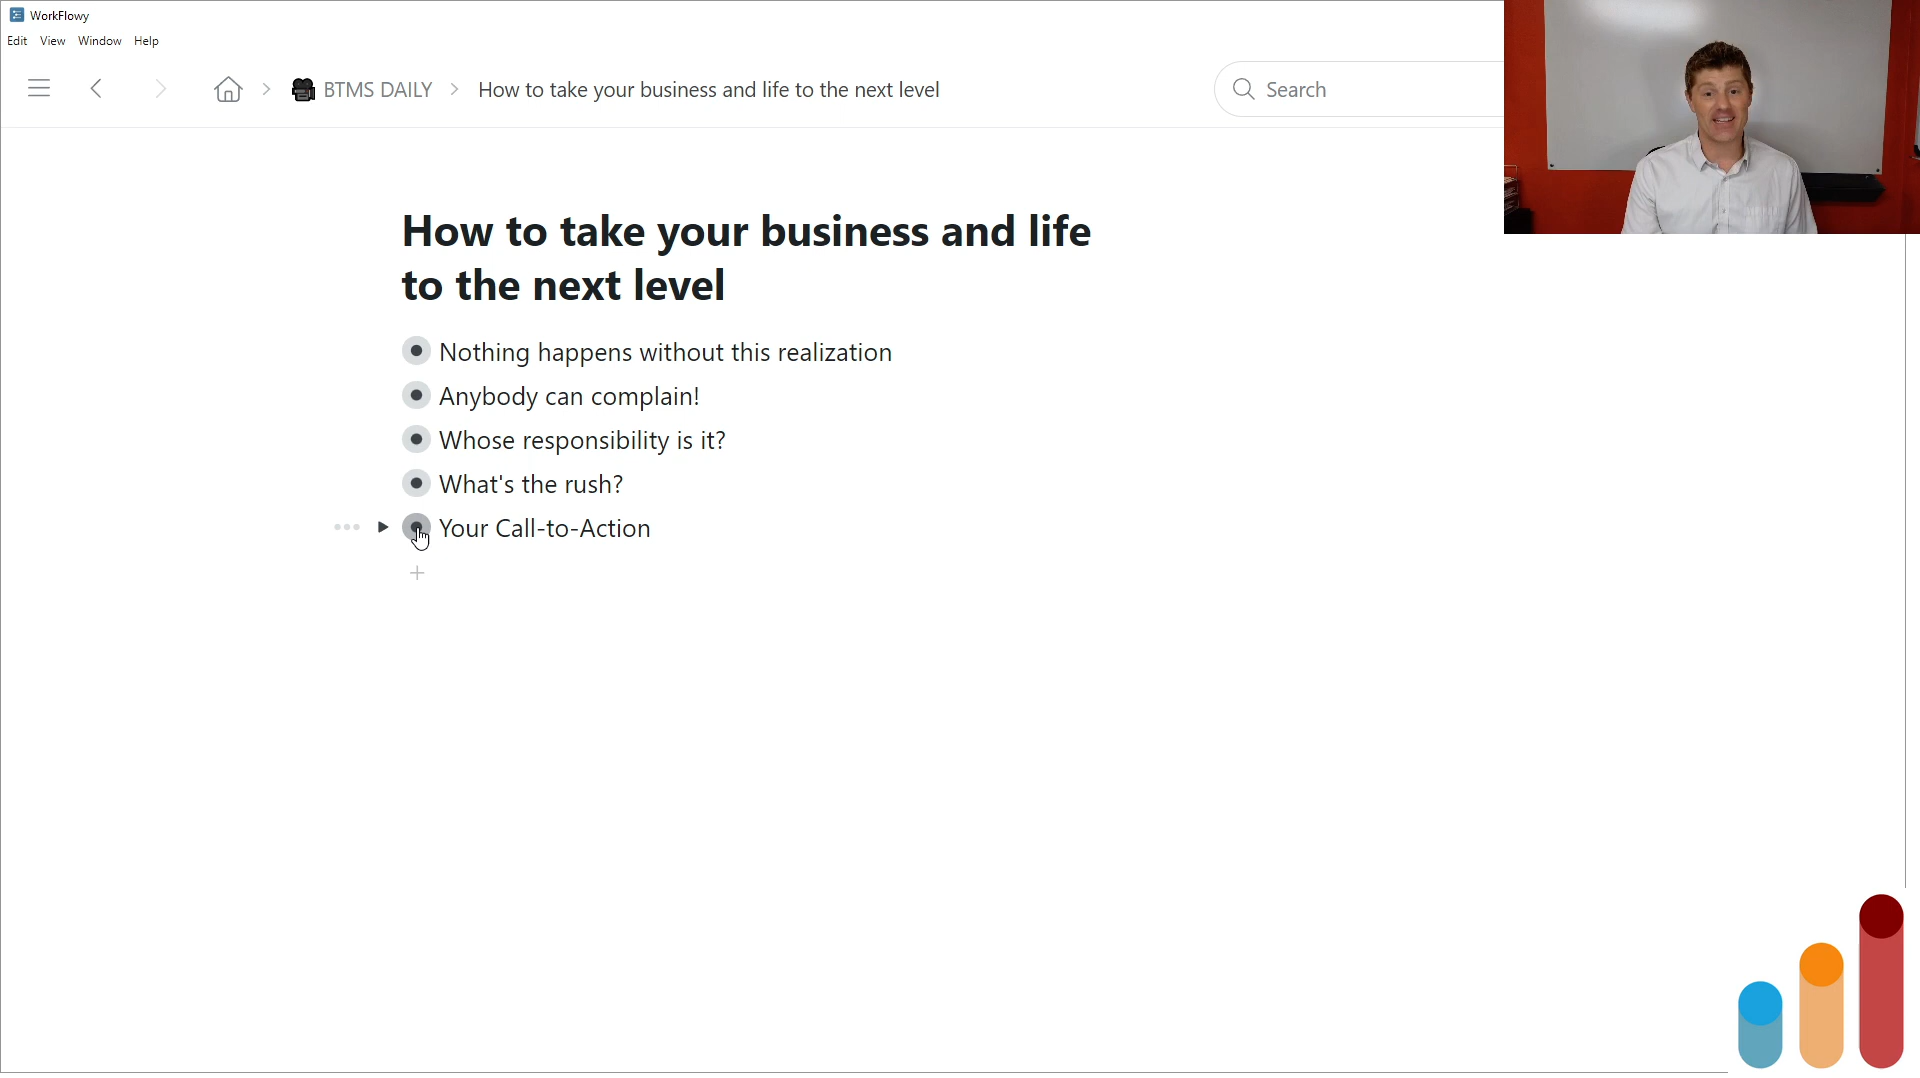 WorkFlowy
Edit View Window Help
BTMS DAILY How to take your business and life to the next level
Search
How to take your business and life
to the next level
Nothing happens without this realization
Anybody can complain!
Whose responsibility is it?
What's the rush?
Your Call-to-Action